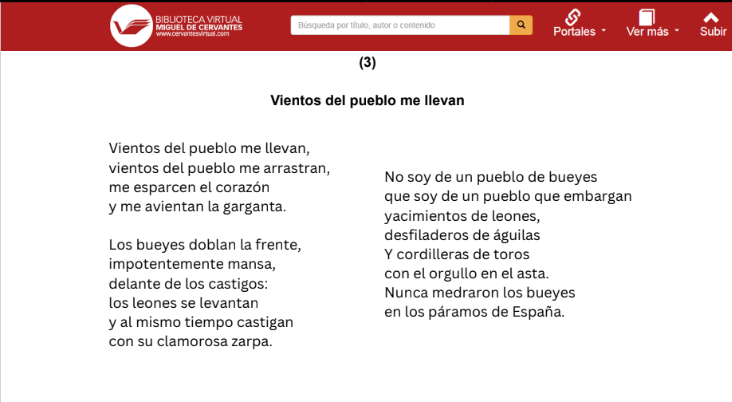 BIBLIOTECA VIRTUAL
MIGUEL DE CERVANTES
www.cervantesvirtual.com
Búsqueda por título, autor o contenido
Portales
Ver más
Subir
(3)
Vientos del pueblo me llevan
Vientos del pueblo me llevan,
vientos del pueblo me arrastran,
me esparcen el corazón
y me avientan la garganta.
Los bueyes doblan la frente,
impotentemente mansa,
delante de los castigos:
los leones se levantan
y al mismo tiempo castigan
con su clamorosa zarpa.
No soy de un pueblo de bueyes
que soy de un pueblo que embargan
yacimientos de leones,
desfiladeros de águilas
Y cordilleras de toros
con el orgullo en el asta.
Nunca medraron los bueyes
en los páramos de España.